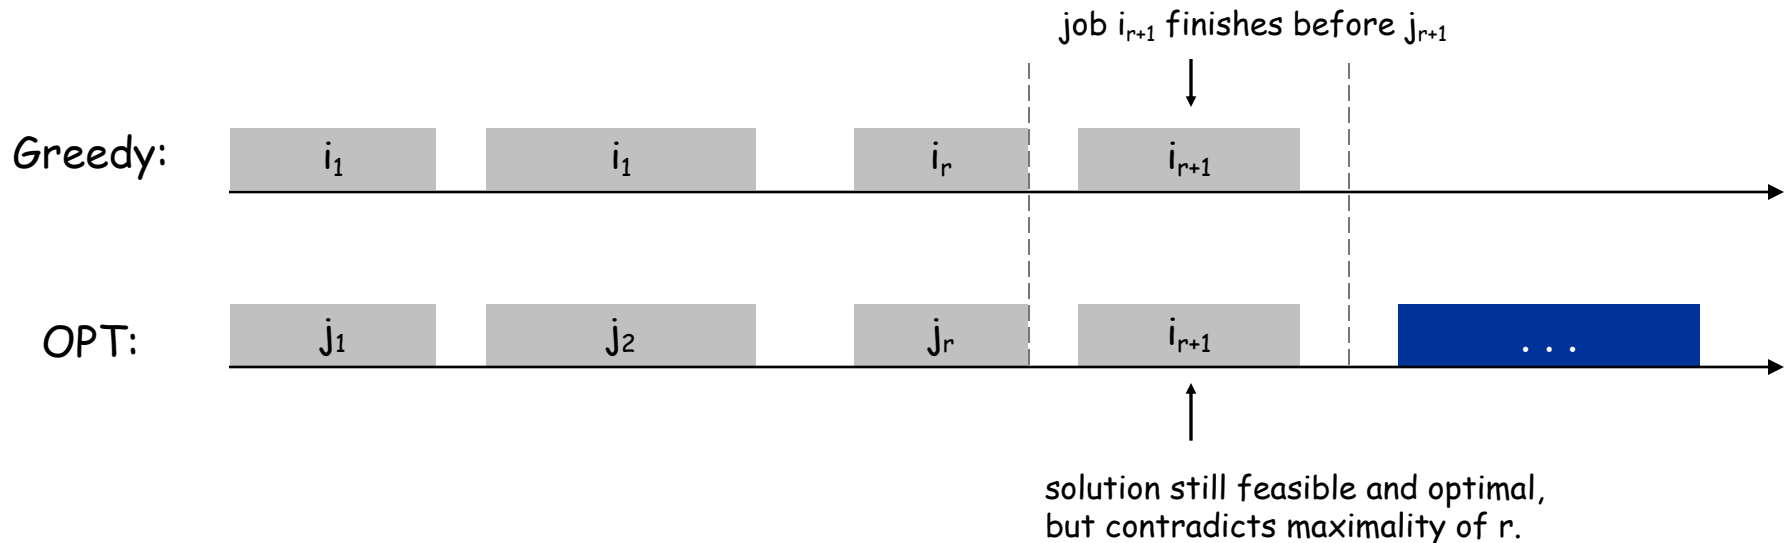 job i_{r+1} finishes before j_{r+1}
Greedy: i_1 i_1 i_r i_{r+1}
OPT: j_1 j_2 j_r i_{r+1} . . .
solution still feasible and optimal,
but contradicts maximality of r.